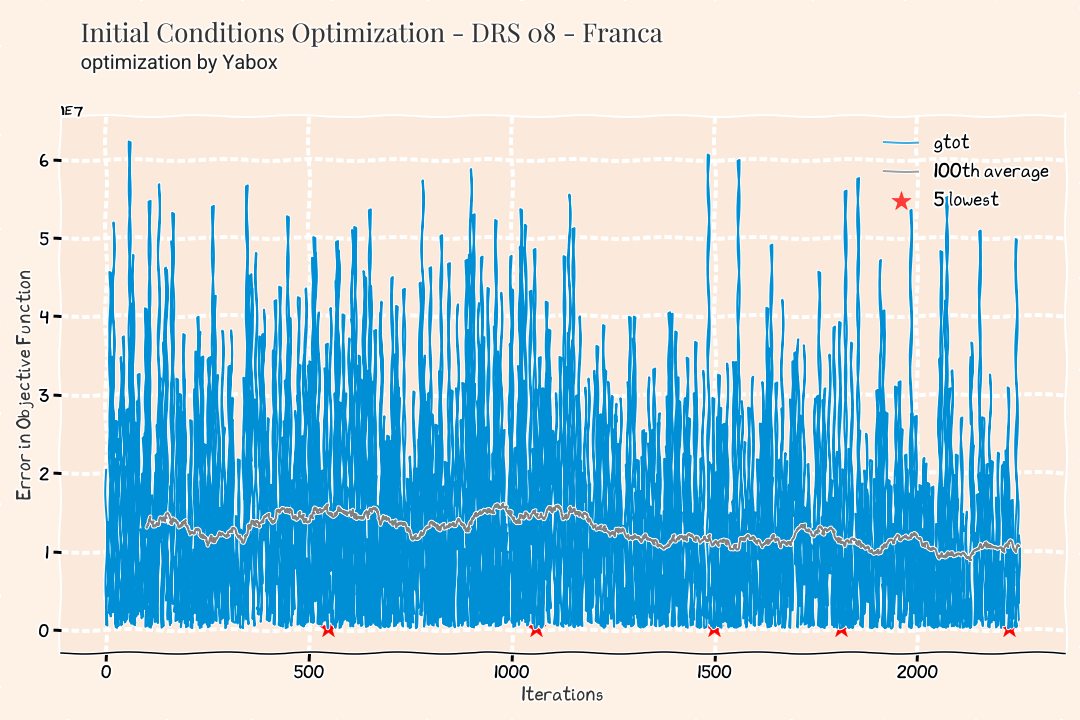 Initial Conditions Optimization - DRS 08 - Franca
optimization by Yabox
1E7
gtot
100th average
5 lowest
Error in Objective Function
6
5
4
3
2
1
0
0 500 1000 1500 2000
Iterations